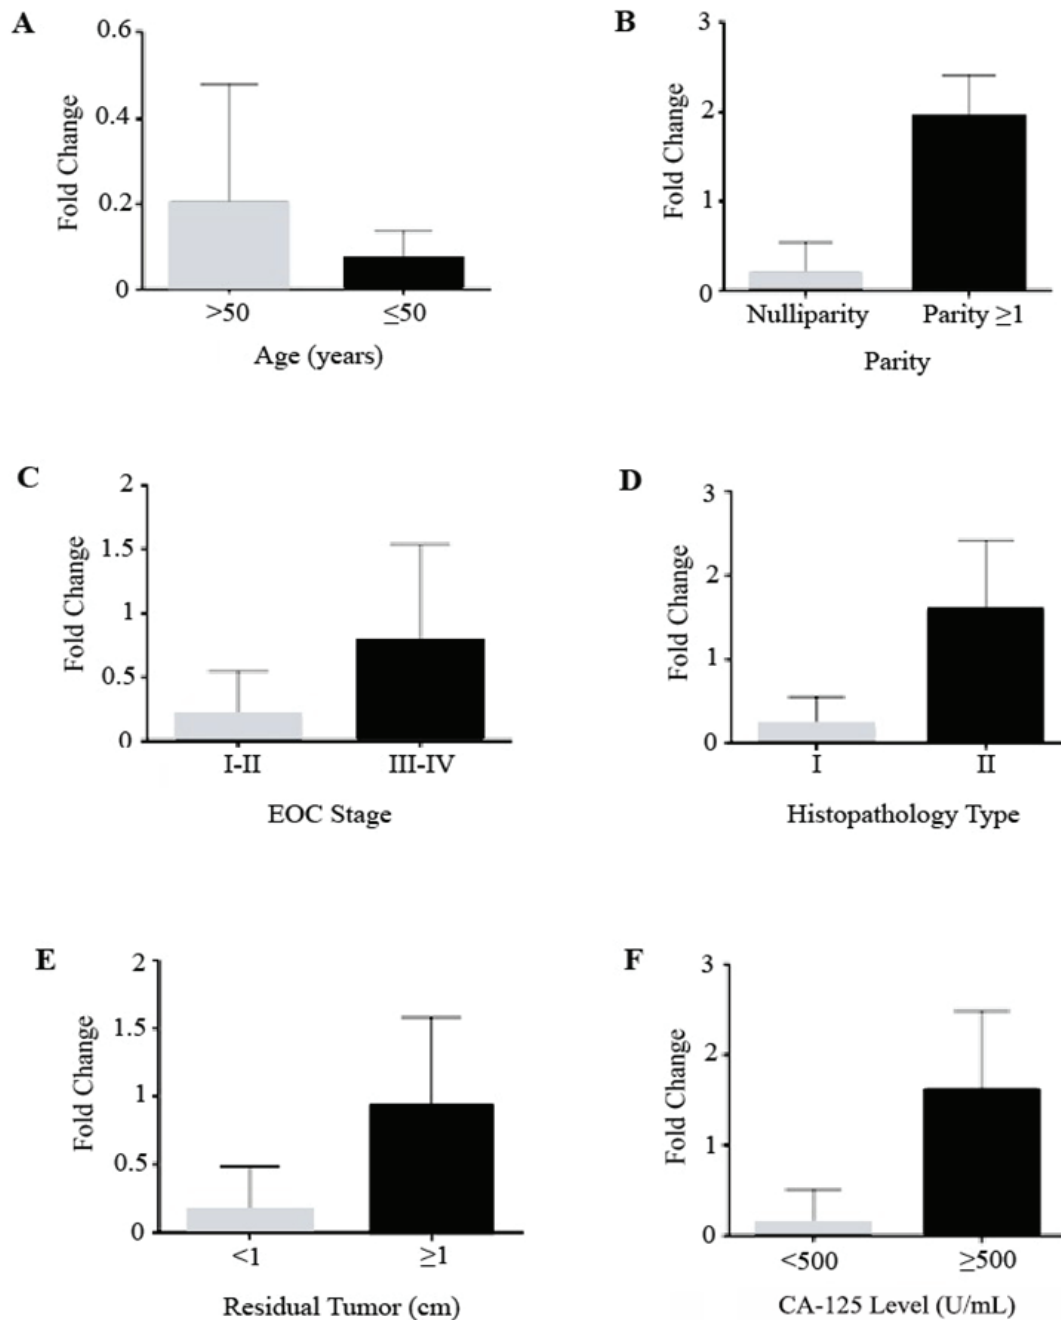 A
0.6
0.4
0.2
0
Fold Change
>50
≤50
Age (years)
B
3
2
1
0
Fold Change
Nulliparity
Parity ≥1
Parity
C
2
1.5
1
0.5
0
Fold Change
I-II
III-IV
EOC Stage
D
3
2
1
0
Fold Change
I
II
Histopathology Type
E
2
1.5
1
0.5
0
Fold Change
<1
≥1
Residual Tumor (cm)
F
3
2
1
0
Fold Change
<500
≥500
CA-125 Level (U/mL)